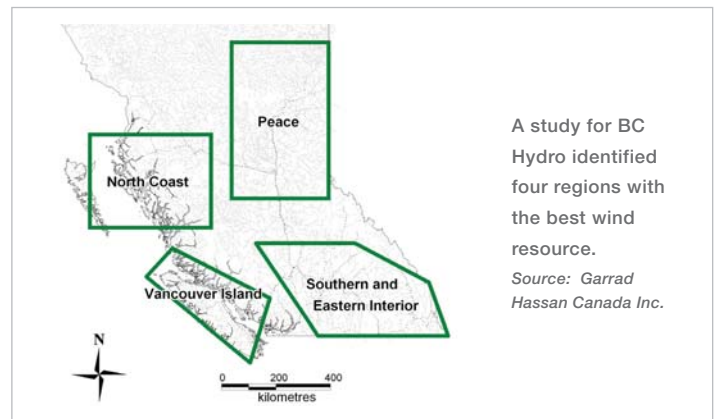 Peace
North Coast
Vancouver Island
Southern and
Eastern Interior
N
0 200 400
kilometres
A study for BC
Hydro identified
four regions with
the best wind
resource.
Source: Garrad
Hassan Canada Inc.